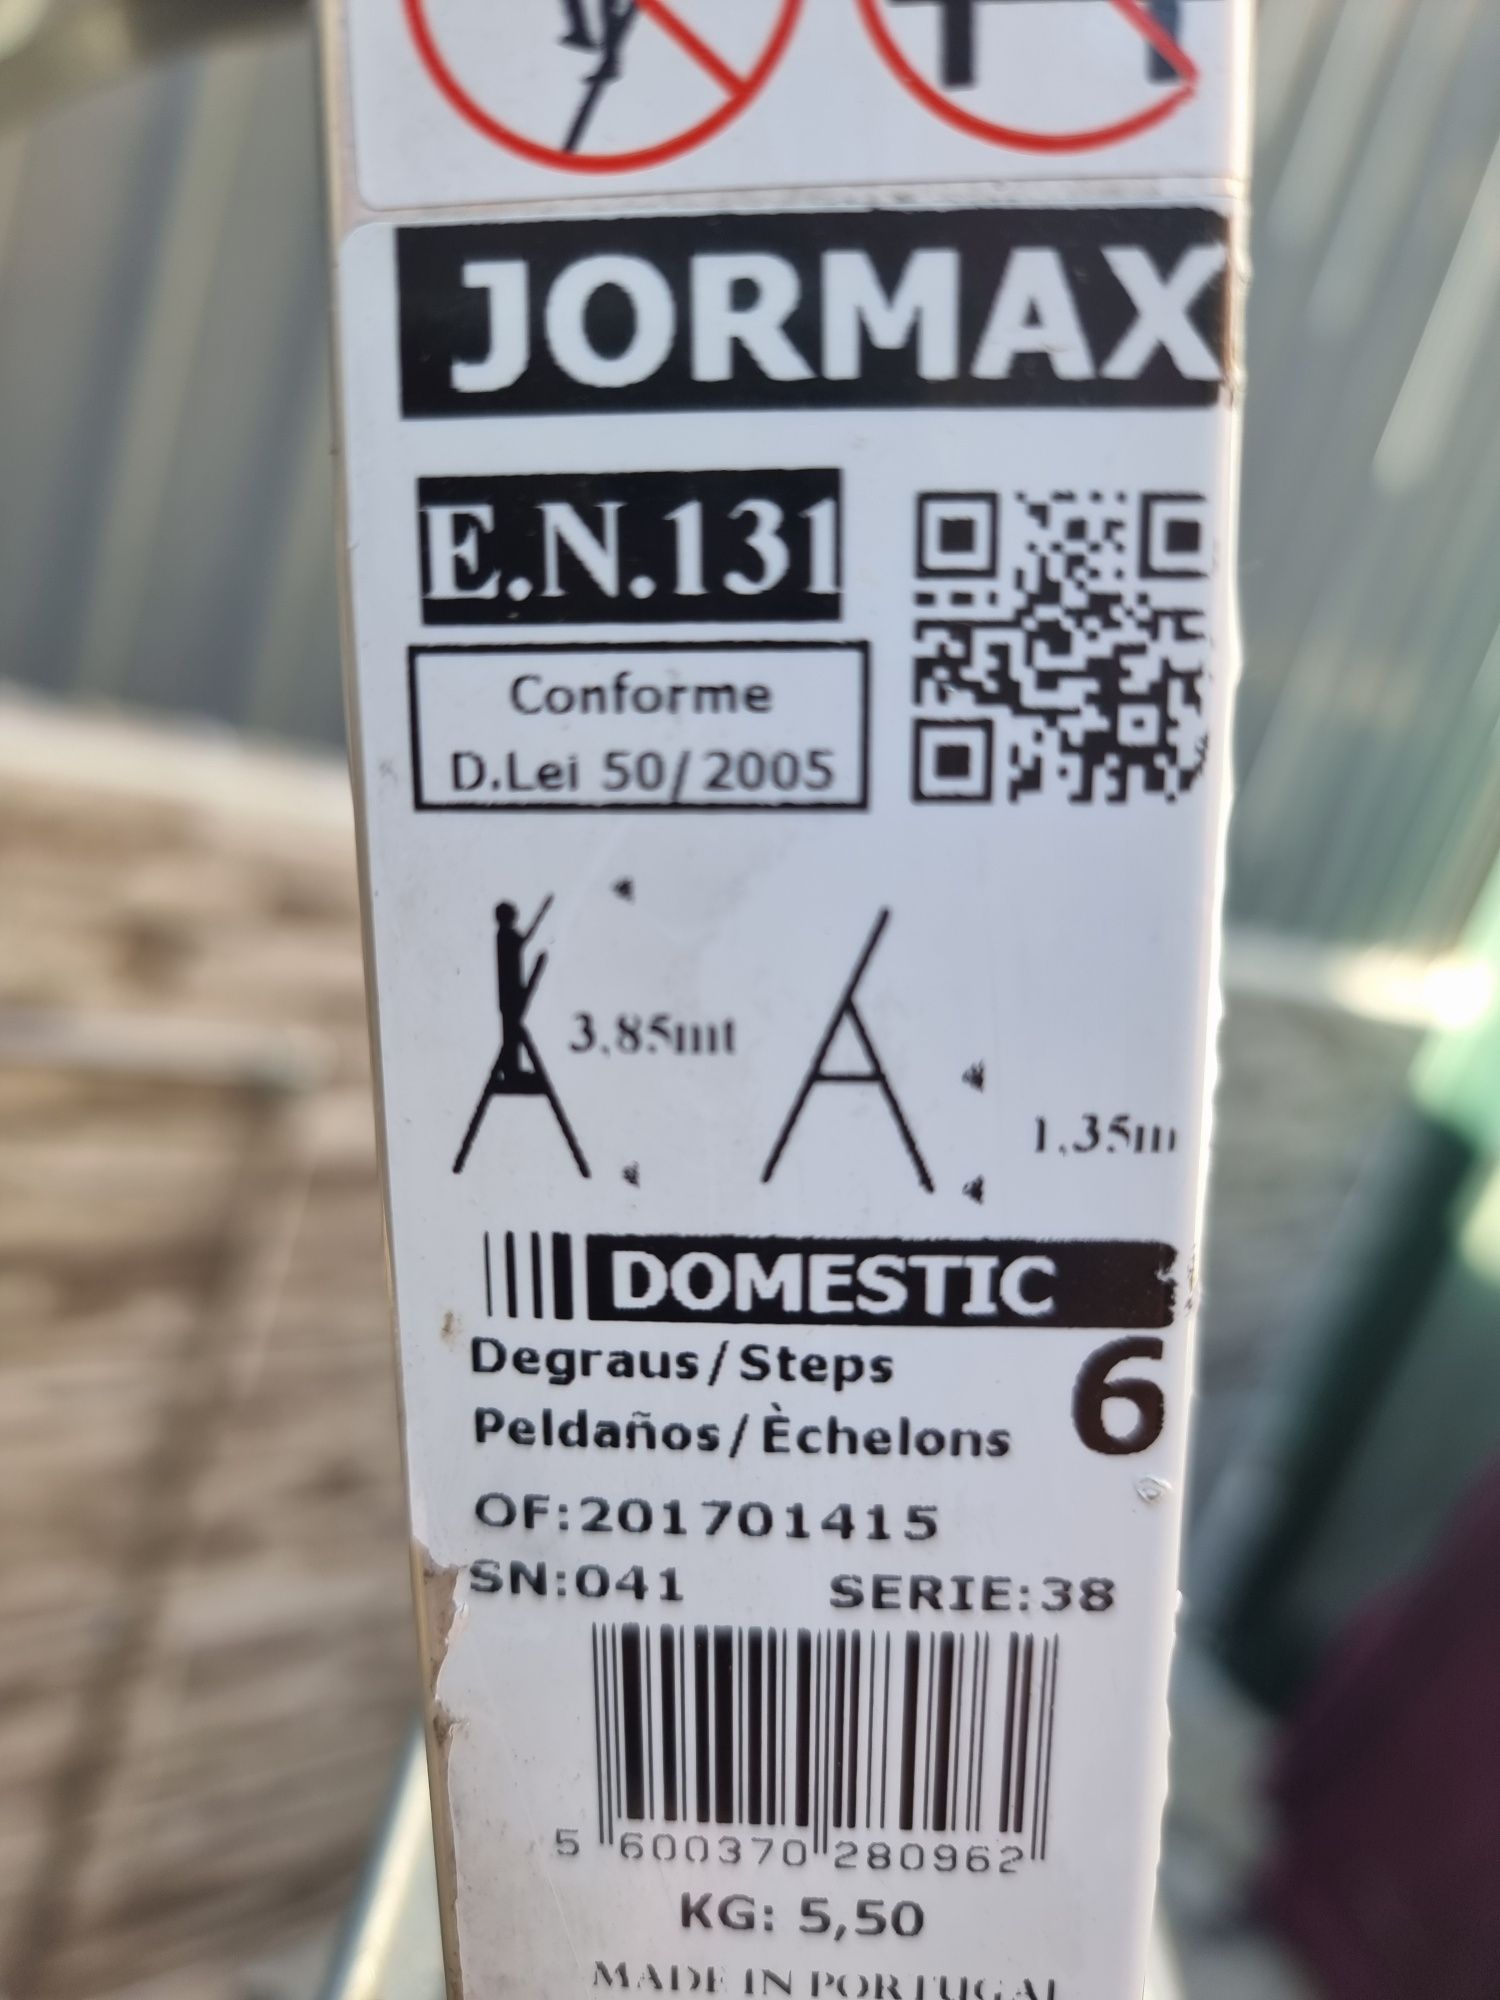 JORMAX
E.N.131
Conforme
D.Lei 50/2005
3.85mt
1.35m
DOMESTIC
Degraus/Steps
Peldaños/Èchelons
6
OF:201701415
SN:041 SERIE:38
5 600370 280962
KG: 5,50
MADE IN PORTUGAL